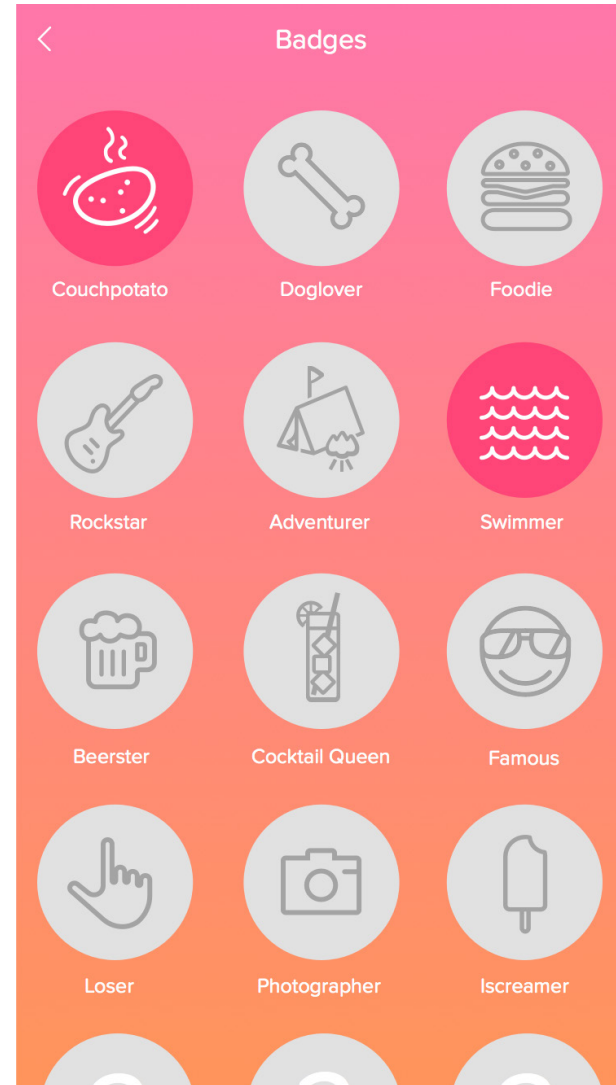 Badges
Couchpotato
Doglover
Foodie
Rockstar
Adventurer
Swimmer
Beerster
Cocktail Queen
Famous
Loser
Photographer
Iscreamer